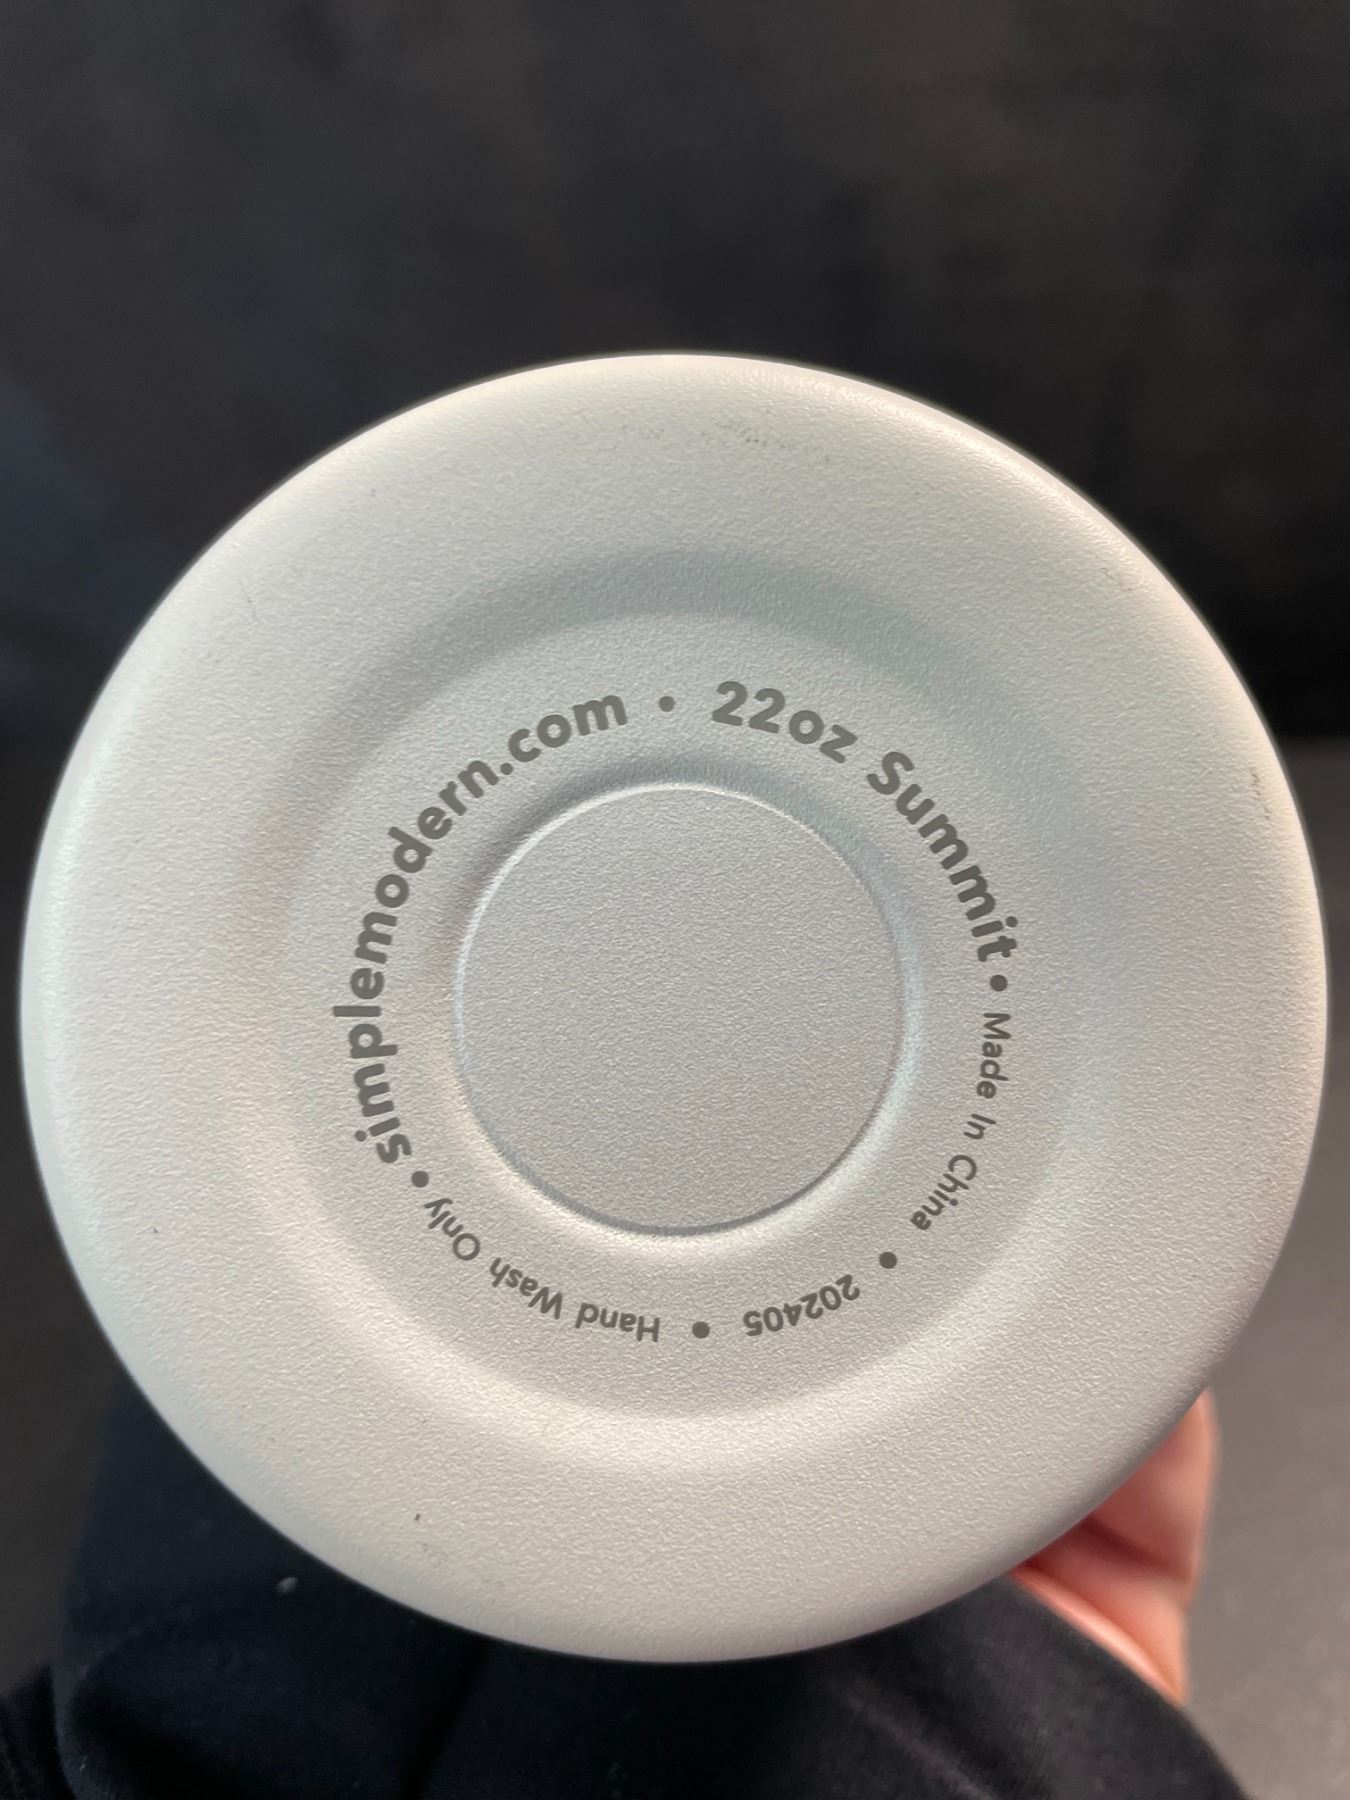 simplemodern.com • 22oz Summit • Made In China • 202405 • Hand Wash Only •